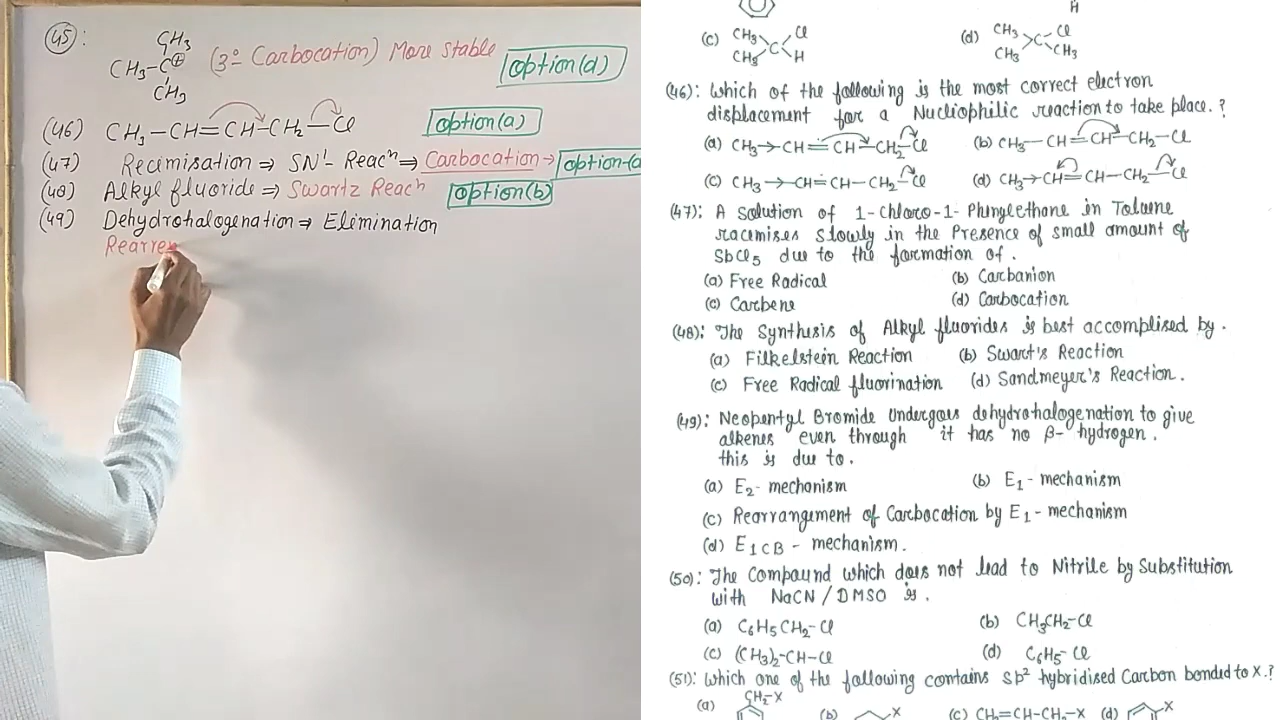 (45):
CH3
CH3-C⊕ (3° Carbocation) More Stable option(d)
CH3
(46) CH3-CH=CH-CH2-Cl option(a)
(47) Recimisation ⇒ SN1- Reacn ⇒ Carbocation →
(48) Alkyl fluoride ⇒ Swartz Reacn option(b)
(49) Dehydrohalogenation ⇒ Elimination
Rearre
H
(c) CH3 CH3 C Cl H (d) CH3 CH3 C Cl CH3
(46): Which of the following is the most correct electron
displacement for a Nucliophilic reaction to take place.?
(a) CH3→CH=CH-CH2-Cl (b) CH3-CH=CH-CH2-Cl
(c) CH3→CH=CH-CH2-Cl (d) CH3→CH=CH-CH2-Cl
(47): A Solution of 1-Chloro-1-Phenylethane in Toluene
racemises slowly in the Presence of small amount of
SbCl5 due to the formation of.
(a) Free Radical (b) Carbanion
(c) Carbene (d) Carbocation
(48): The Synthesis of Alkyl fluorides is best accomplised by.
(a) Filkelstein Reaction (b) Swart's Reaction
(c) Free Radical fluorination (d) Sandmeyer's Reaction.
(49): Neopentyl Bromide Undergoes dehydrohalogenation to give
alkenes even through it has no β- hydrogen.
this is due to.
(a) E2- mechanism (b) E1- mechanism
(c) Rearrangement of Carbocation by E1- mechanism
(d) E1CB - mechanism.
(50): The Compound which does not lead to Nitrile by Substitution
with NaCN/DMSO is.
(a) C6H5CH2-Cl (b) CH3CH2-Cl
(c) (CH3)2-CH-Cl (d) C6H5-Cl
(51): Which one of the following contains sp2 hybridised Carbon bonded to X.?
(a) CH2-X (b) X (c) CH2=CH-CH2-X (d) X